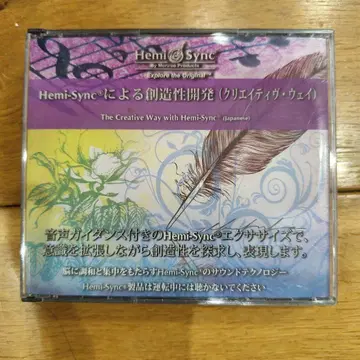 Hemi Sync®
By Monroe Products
Explore the Original™
Hemi-Sync®による創造性開発（クリエイティヴ・ウェイ）
The Creative Way with Hemi-Sync® (Japanese)
音声ガイダンス付きのHemi-Sync®エクササイズで、
意識を拡張しながら創造性を探求し、表現します。
脳に調和と集中をもたらすHemi-Sync®のサウンドテクノロジー
Hemi-Sync®製品は運転中には聴かないでください